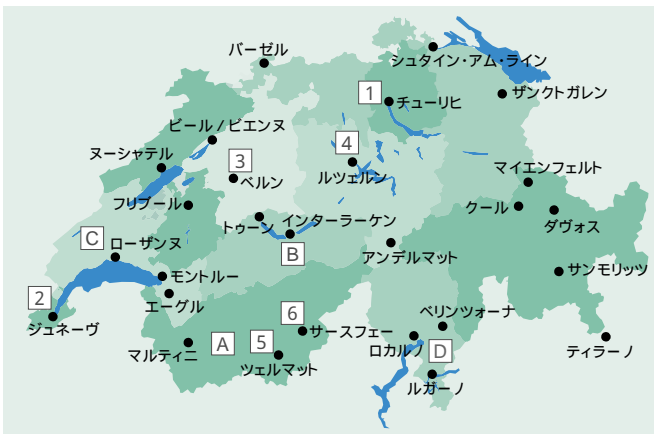 バーゼル
シュタイン・アム・ライン
1
チューリヒ
ザンクトガレン
ビール / ビエンヌ
ヌーシャテル
3
ベルン
4
ルツェルン
マイエンフェルト
フリブール
クール
ダヴォス
トゥーン
インターラーケン
C
ローザンヌ
B
アンデルマット
モントルー
サンモリッツ
2
ジュネーヴ
エーグル
6
サースフェー
ベリンツォーナ
ロカルノ
マルティニ
A
5
ツェルマット
D
ティラーノ
ルガーノ